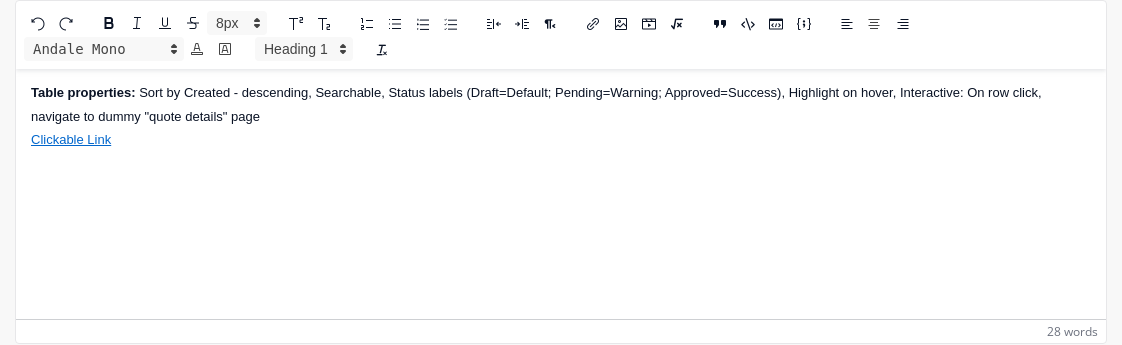 8px
Andale Mono
Heading 1
Table properties: Sort by Created - descending, Searchable, Status labels (Draft=Default; Pending=Warning; Approved=Success), Highlight on hover, Interactive: On row click,
navigate to dummy "quote details" page
Clickable Link
28 words